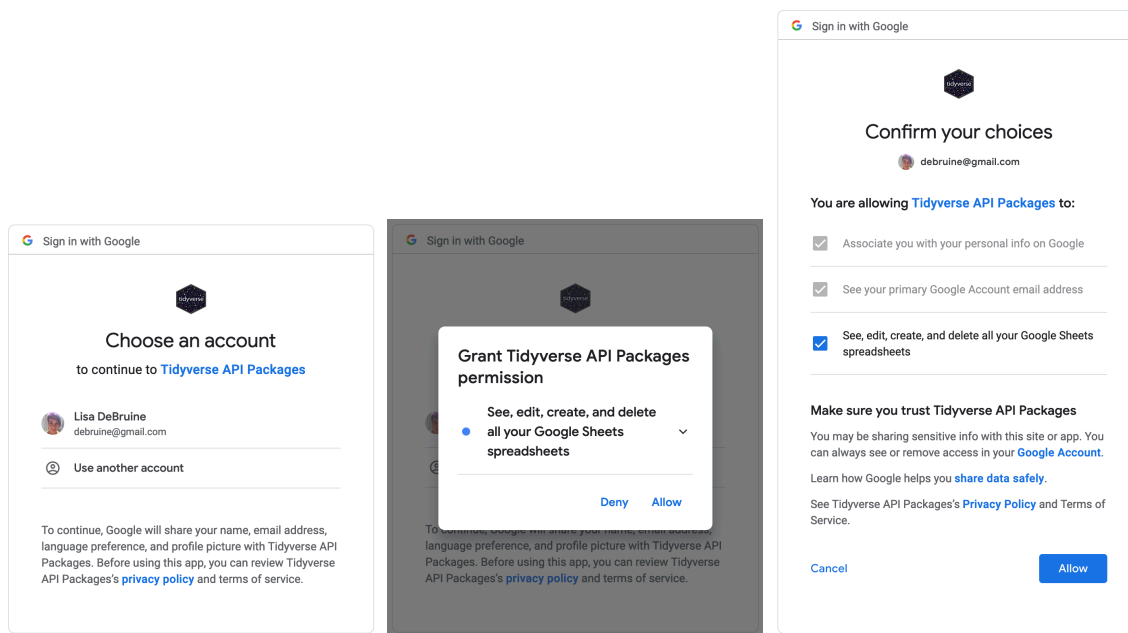 Sign in with Google
tidyverse
Choose an account
to continue to Tidyverse API Packages
Lisa DeBruine
debruine@gmail.com
Use another account
To continue, Google will share your name, email address,
language preference, and profile picture with Tidyverse API
Packages. Before using this app, you can review Tidyverse
API Packages's privacy policy and terms of service.
Sign in with Google
tidyverse
Grant Tidyverse API Packages
permission
See, edit, create, and delete
all your Google Sheets
spreadsheets
Deny
Allow
To continue, Google will share your name, email address,
language preference, and profile picture with Tidyverse API
Packages. Before using this app, you can review Tidyverse
API Packages's privacy policy and terms of service.
Sign in with Google
tidyverse
Confirm your choices
debruine@gmail.com
You are allowing Tidyverse API Packages to:
Associate you with your personal info on Google
See your primary Google Account email address
See, edit, create, and delete all your Google Sheets
spreadsheets
Make sure you trust Tidyverse API Packages
You may be sharing sensitive info with this site or app. You
can always see or remove access in your Google Account.
Learn how Google helps you share data safely.
See Tidyverse API Packages's Privacy Policy and Terms of
Service.
Cancel
Allow